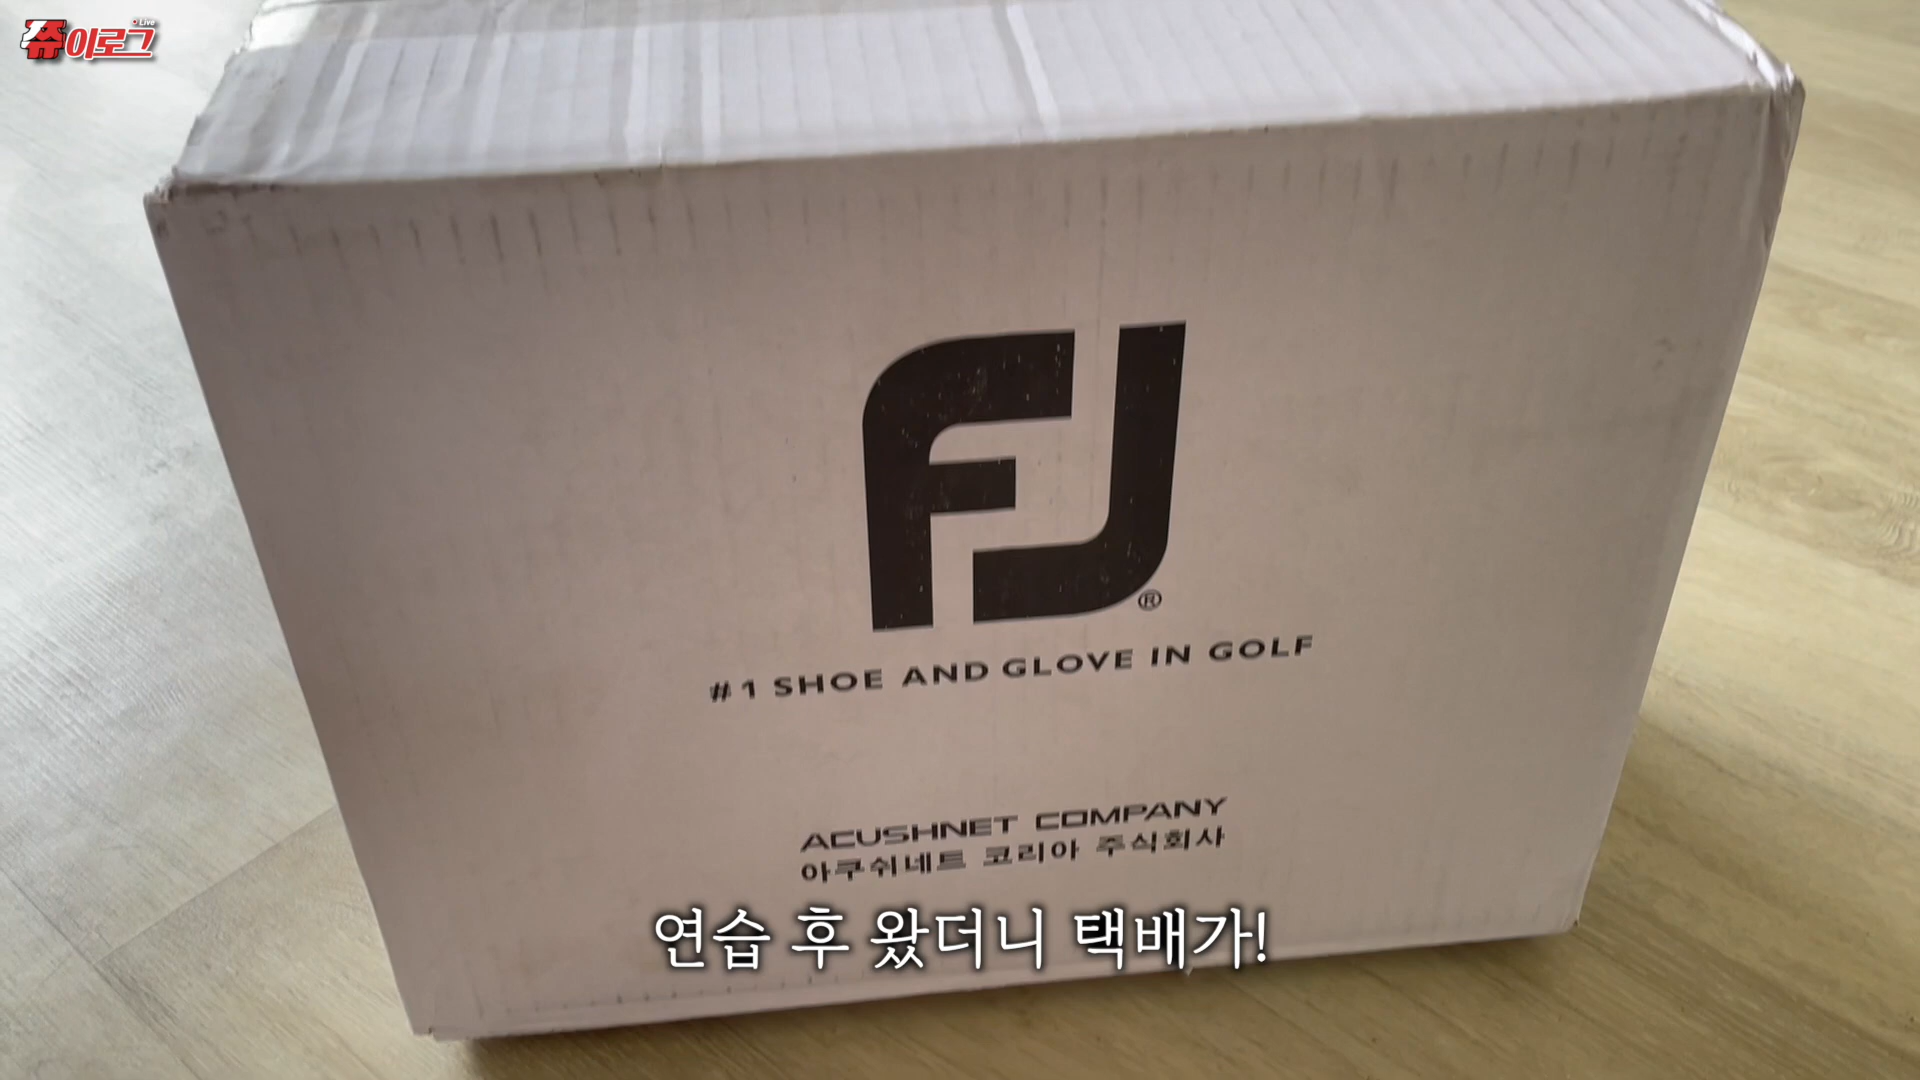 쮸이로그
Live
FJ®
#1 SHOE AND GLOVE IN GOLF
ACUSHNET COMPANY
아쿠쉬네트 코리아 주식회사
연습 후 왔더니 택배가!